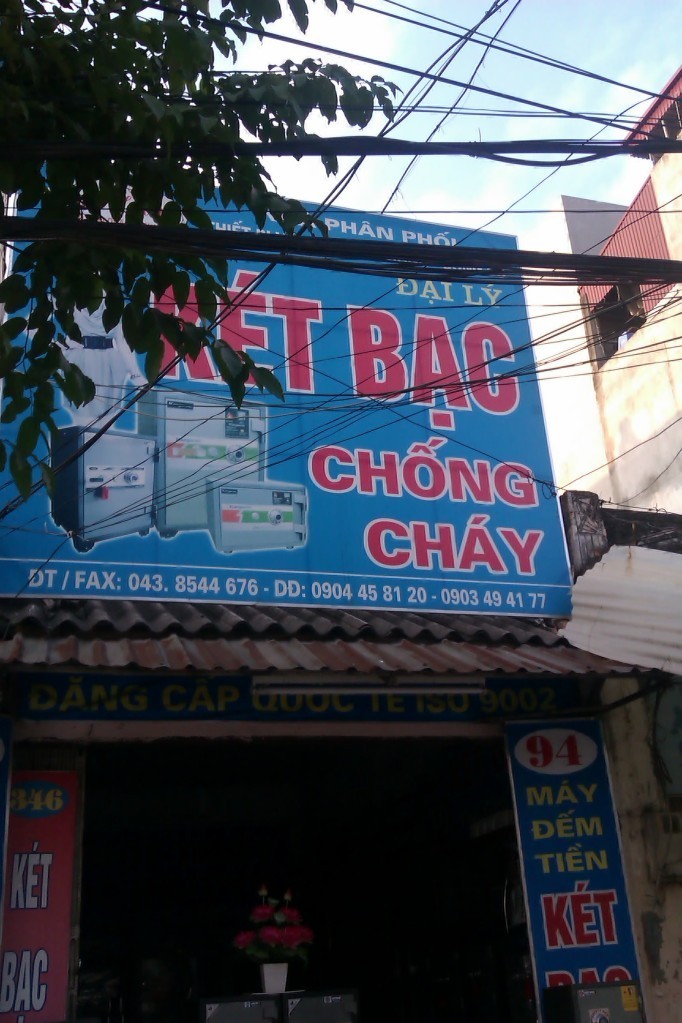 PHÂN PHỐI
ĐẠI LÝ
KÉT BẠC
CHỐNG
CHÁY
ĐT / FAX: 043. 8544 676 - DĐ: 0904 45 81 20 - 0903 49 41 77
ĐẲNG CẤP QUỐC TẾ ISO 9002
346
KÉT
BẠC
94
MÁY
ĐẾM
TIỀN
KÉT
BẠC